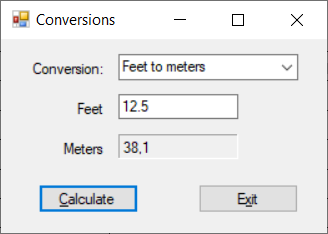 Conversions
Conversion: Feet to meters
Feet 12.5
Meters 38,1
Calculate Exit